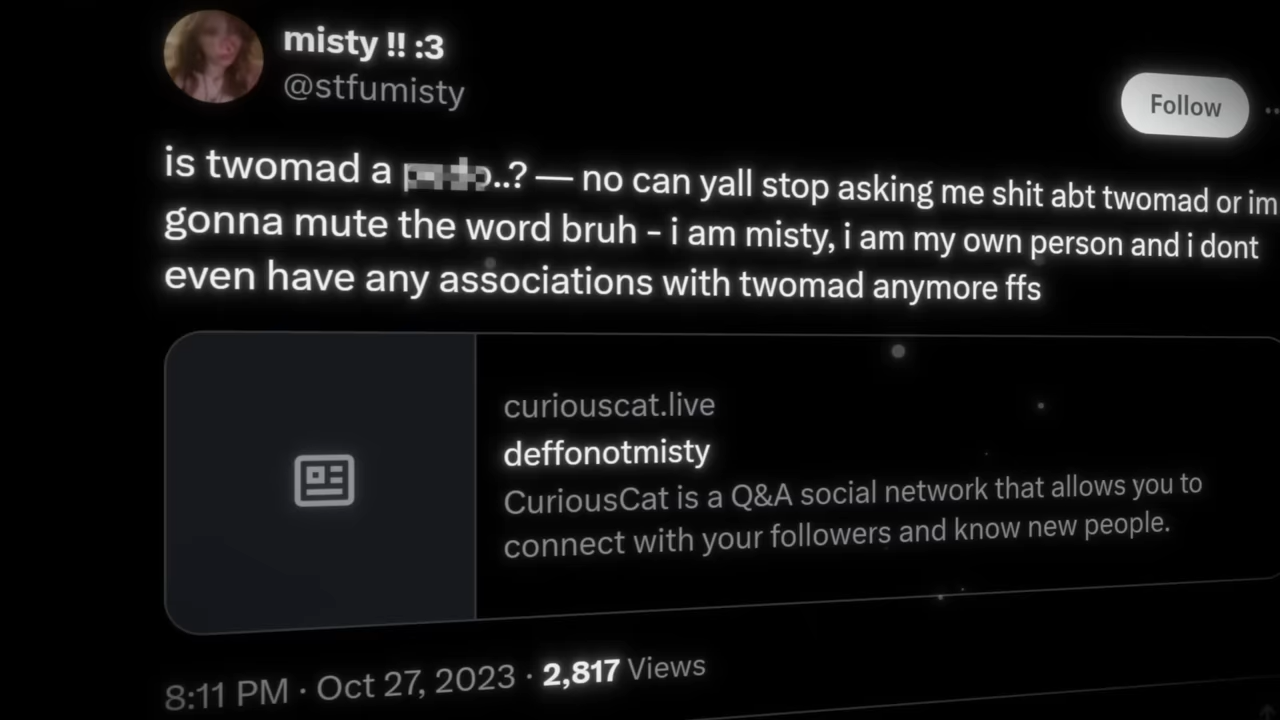 misty !! :3
@stfumisty
Follow
is twomad a ..? — no can yall stop asking me shit abt twomad or im
gonna mute the word bruh - i am misty, i am my own person and i dont
even have any associations with twomad anymore ffs
curiouscat.live
deffonotmisty
CuriousCat is a Q&A social network that allows you to
connect with your followers and know new people.
8:11 PM · Oct 27, 2023 · 2,817 Views